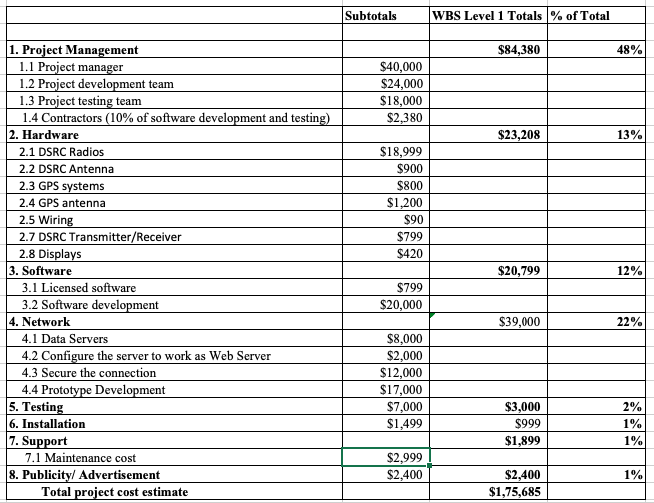 Subtotals WBS Level 1 Totals % of Total
1. Project Management $84,380 48%
1.1 Project manager $40,000
1.2 Project development team $24,000
1.3 Project testing team $18,000
1.4 Contractors (10% of software development and testing) $2,380
2. Hardware $23,208 13%
2.1 DSRC Radios $18,999
2.2 DSRC Antenna $900
2.3 GPS systems $800
2.4 GPS antenna $1,200
2.5 Wiring $90
2.7 DSRC Transmitter/Receiver $799
2.8 Displays $420
3. Software $20,799 12%
3.1 Licensed software $799
3.2 Software development $20,000
4. Network $39,000 22%
4.1 Data Servers $8,000
4.2 Configure the server to work as Web Server $2,000
4.3 Secure the connection $12,000
4.4 Prototype Development $17,000
5. Testing $7,000 $3,000 2%
6. Installation $1,499 $999 1%
7. Support $1,899 1%
7.1 Maintenance cost $2,999
8. Publicity/ Advertisement $2,400 $2,400 1%
Total project cost estimate $1,75,685